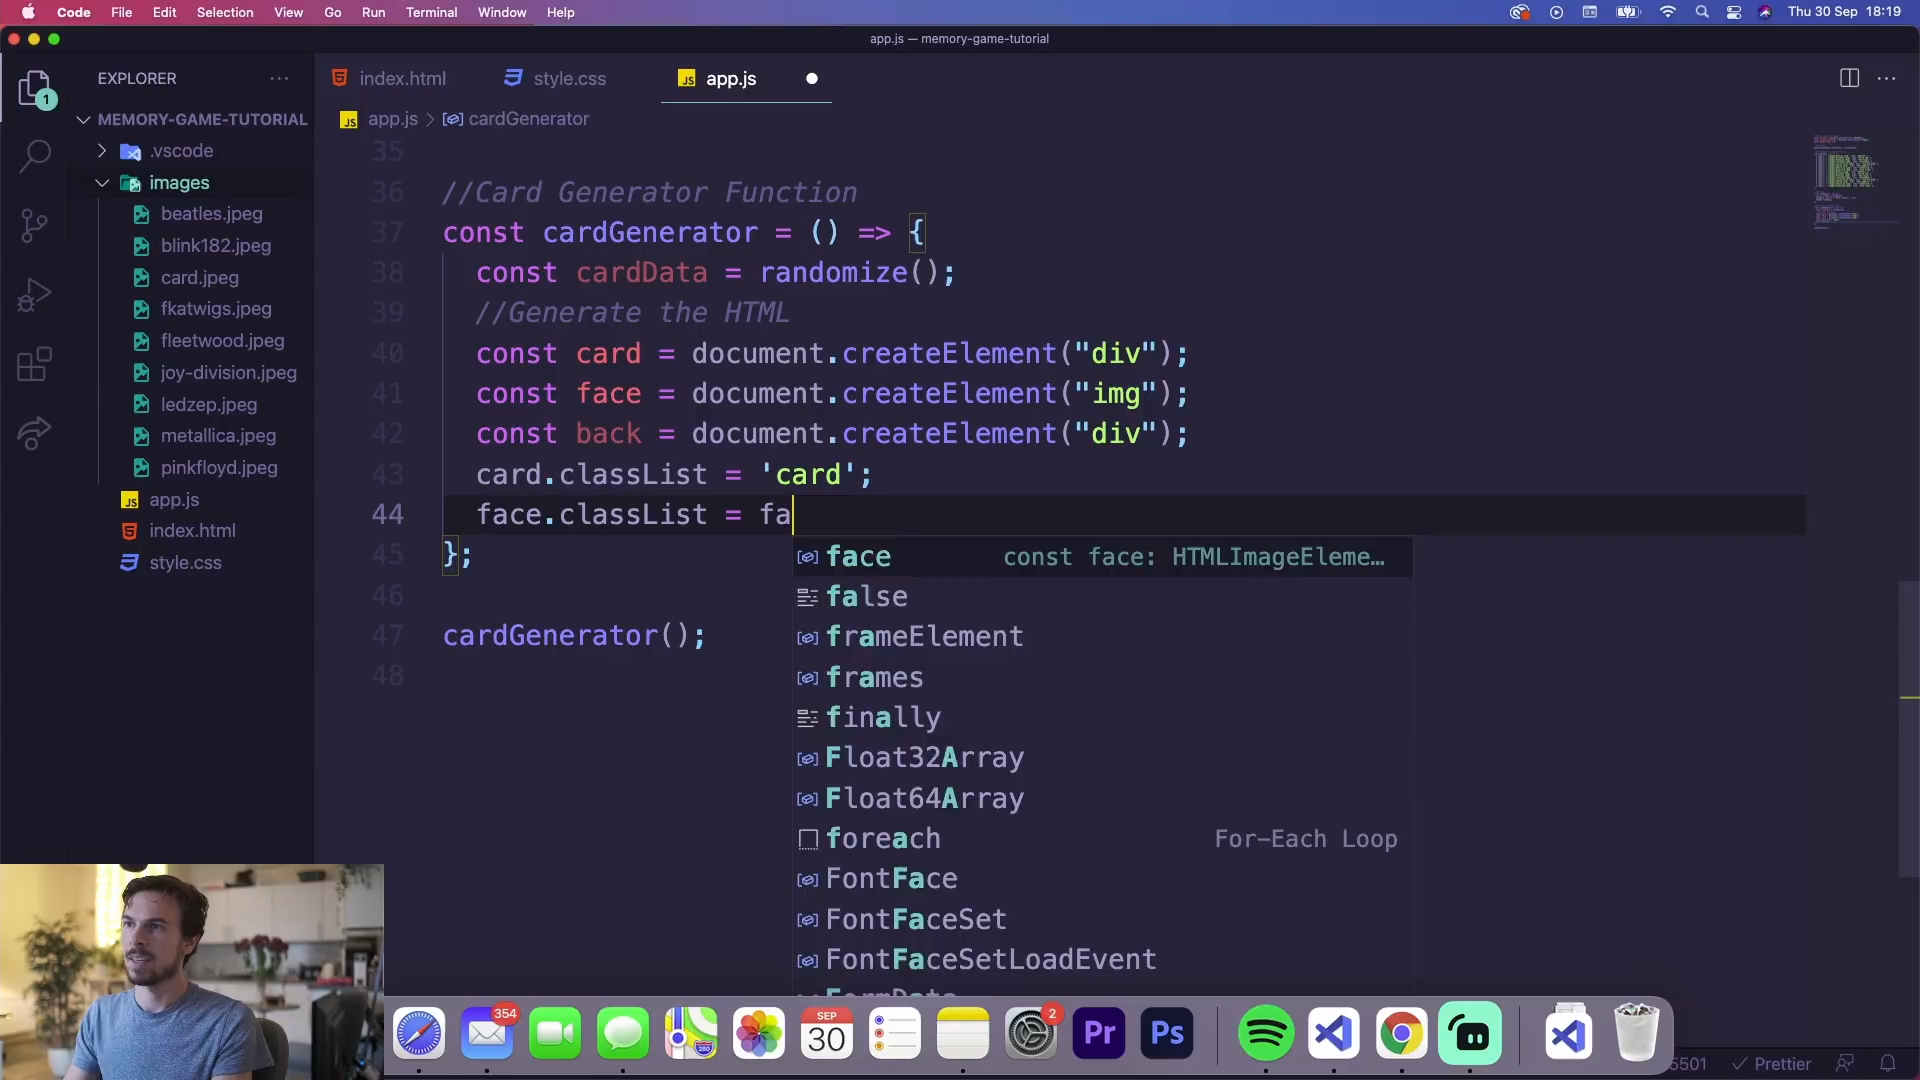 Code File Edit Selection View Go Run Terminal Window Help Thu 30 Sep 18:19
app.js — memory-game-tutorial
EXPLORER
index.html style.css app.js
1
MEMORY-GAME-TUTORIAL
app.js > cardGenerator
.vscode
images
beatles.jpeg
blink182.jpeg
card.jpeg
fkatwigs.jpeg
fleetwood.jpeg
joy-division.jpeg
ledzep.jpeg
metallica.jpeg
pinkfloyd.jpeg
app.js
index.html
style.css
35
36 //Card Generator Function
37 const cardGenerator = () => {
38 const cardData = randomize();
39 //Generate the HTML
40 const card = document.createElement("div");
41 const face = document.createElement("img");
42 const back = document.createElement("div");
43 card.classList = 'card';
44 face.classList = fa
45 };
46
47 cardGenerator();
48
face const face: HTMLImageEleme…
false
frameElement
frames
finally
Float32Array
Float64Array
foreach For-Each Loop
FontFace
FontFaceSet
FontFaceSetLoadEvent
FormData
354
SEP
30
280
2
Pr
Ps
5501 Prettier